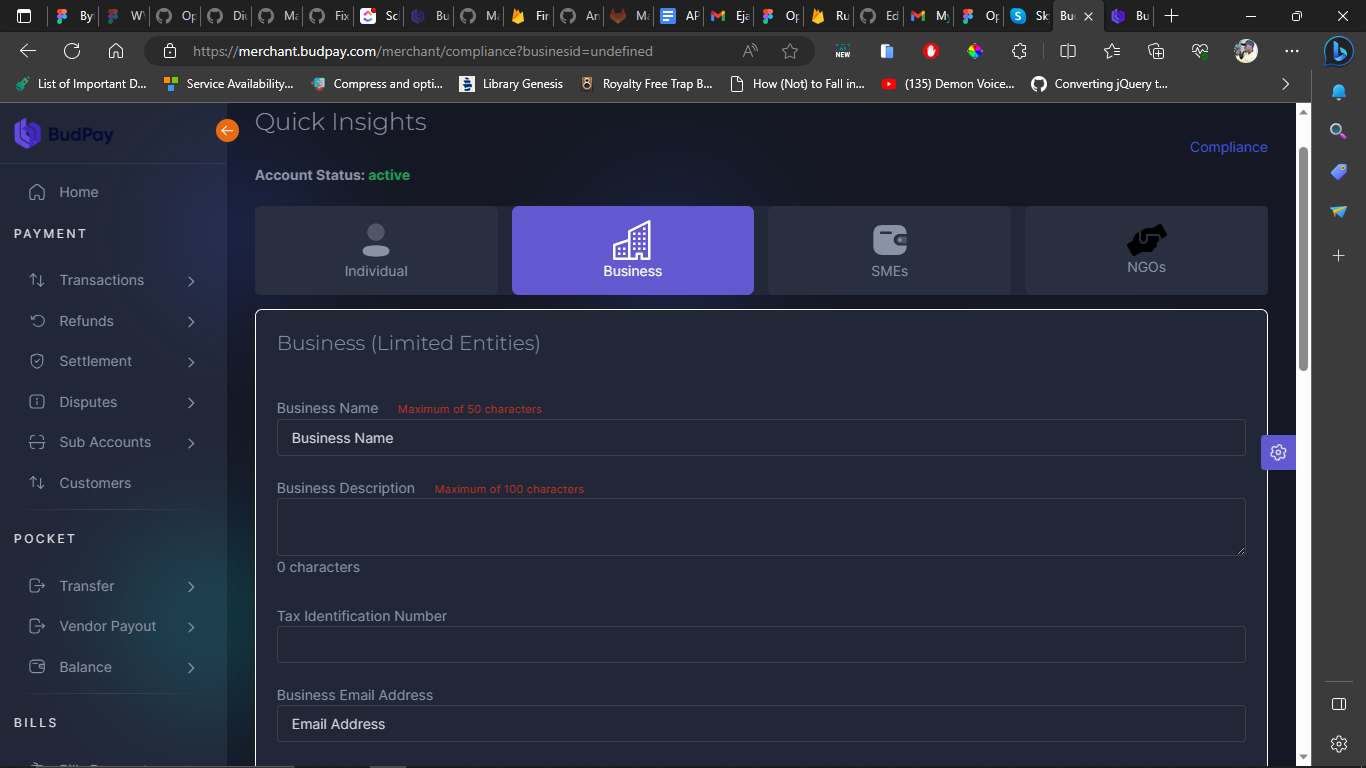 By
W
Op
Diu
Ma
Fix
Sc
Bu
Ma
Fir
An
Ma
AP
Eja
Op
Ru
Ed
My
Op
Sk
Bu
Bu
https://merchant.budpay.com/merchant/compliance?businesid=undefined
NEW
List of Important D...
Service Availability...
Compress and opti...
Library Genesis
Royalty Free Trap B...
How (Not) to Fall in...
(135) Demon Voice...
Converting jQuery t...
BudPay
Quick Insights
Compliance
Account Status: active
Home
PAYMENT
Transactions
Refunds
Settlement
Disputes
Sub Accounts
Customers
POCKET
Transfer
Vendor Payout
Balance
BILLS
Individual
Business
SMEs
NGOs
Business (Limited Entities)
Business Name Maximum of 50 characters
Business Name
Business Description Maximum of 100 characters
0 characters
Tax Identification Number
Business Email Address
Email Address